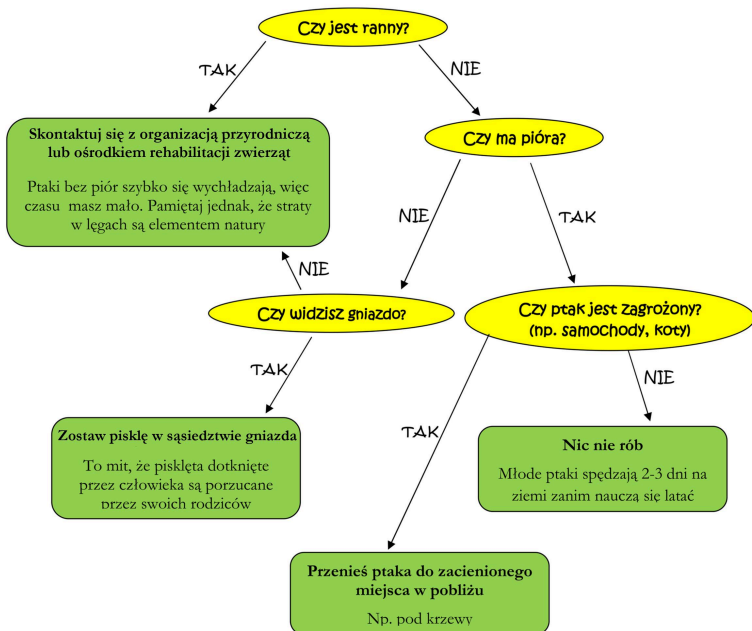 Czy jest ranny?
TAK
NIE
Skontaktuj się z organizacją przyrodniczą
lub ośrodkiem rehabilitacji zwierząt
Ptaki bez piór szybko się wychładzają, więc
czasu masz mało. Pamiętaj jednak, że straty
w lęgach są elementem natury
Czy ma pióra?
NIE
TAK
NIE
Czy widzisz gniazdo?
Czy ptak jest zagrożony?
(np. samochody, koty)
TAK
NIE
TAK
Zostaw pisklę w sąsiedztwie gniazda
To mit, że pisklęta dotknięte
przez człowieka są porzucane
przez swoich rodziców
Nic nie rób
Młode ptaki spędzają 2-3 dni na
ziemi zanim nauczą się latać
Przenieś ptaka do zacienionego
miejsca w pobliżu
Np. pod krzewy